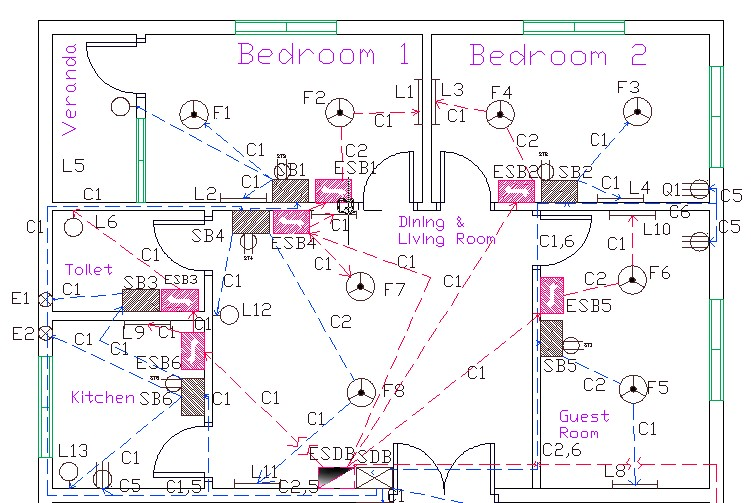 Bedroom 1
Bedroom 2
Veranda
F1
F2
L1
L3
F4
F3
C1
C1
C1
C2
C2
C1
L5
C1
SB1
ESB1
ESB2
SB2
C1
C1
L2
C1
C1
L4
Q1
C5
C1
L6
SB4
ESB4
C1
Dining &
Living Room
C1,6
C6
L10
C5
Toilet
C1
C1
C1
C1
C1
C2
F6
E1
C1
SB3
ESB3
F7
ESB5
E2
C1
L9
C1
C1
L12
C2
C1
ESB6
SB5
C1
C2
Kitchen
SB6
C1
C1
F8
F5
C1
Guest
Room
C1
L13
C5
C1,5
L11
C2,5
ESDB
SDB
C1
C2,6
L8